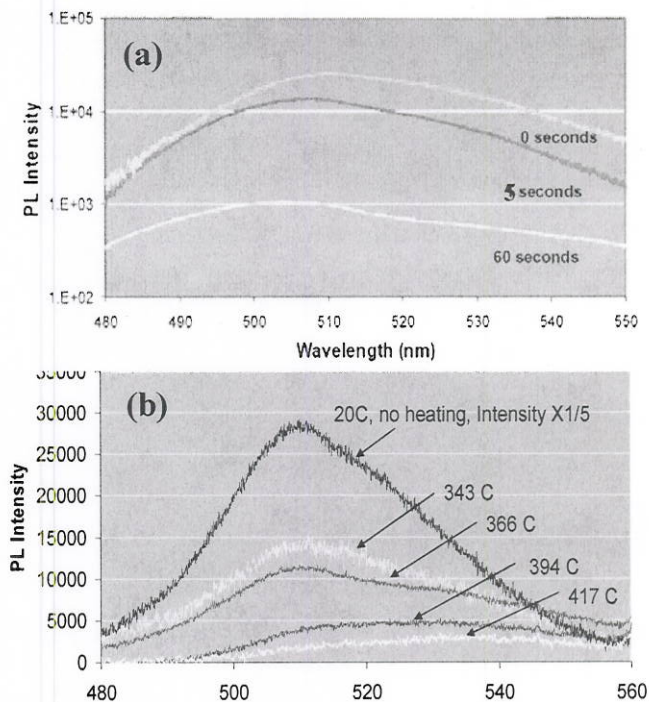 1.E+05
(a)
1.E+04
0 seconds
PL Intensity
5 seconds
1.E+03
60 seconds
1.E+02
480 490 500 510 520 530 540 550
Wavelength (nm)
35000
(b)
30000
20C, no heating, Intensity X1/5
25000
20000
343 C
PL Intensity
15000
366 C
10000
394 C
417 C
5000
0
480 500 520 540 560